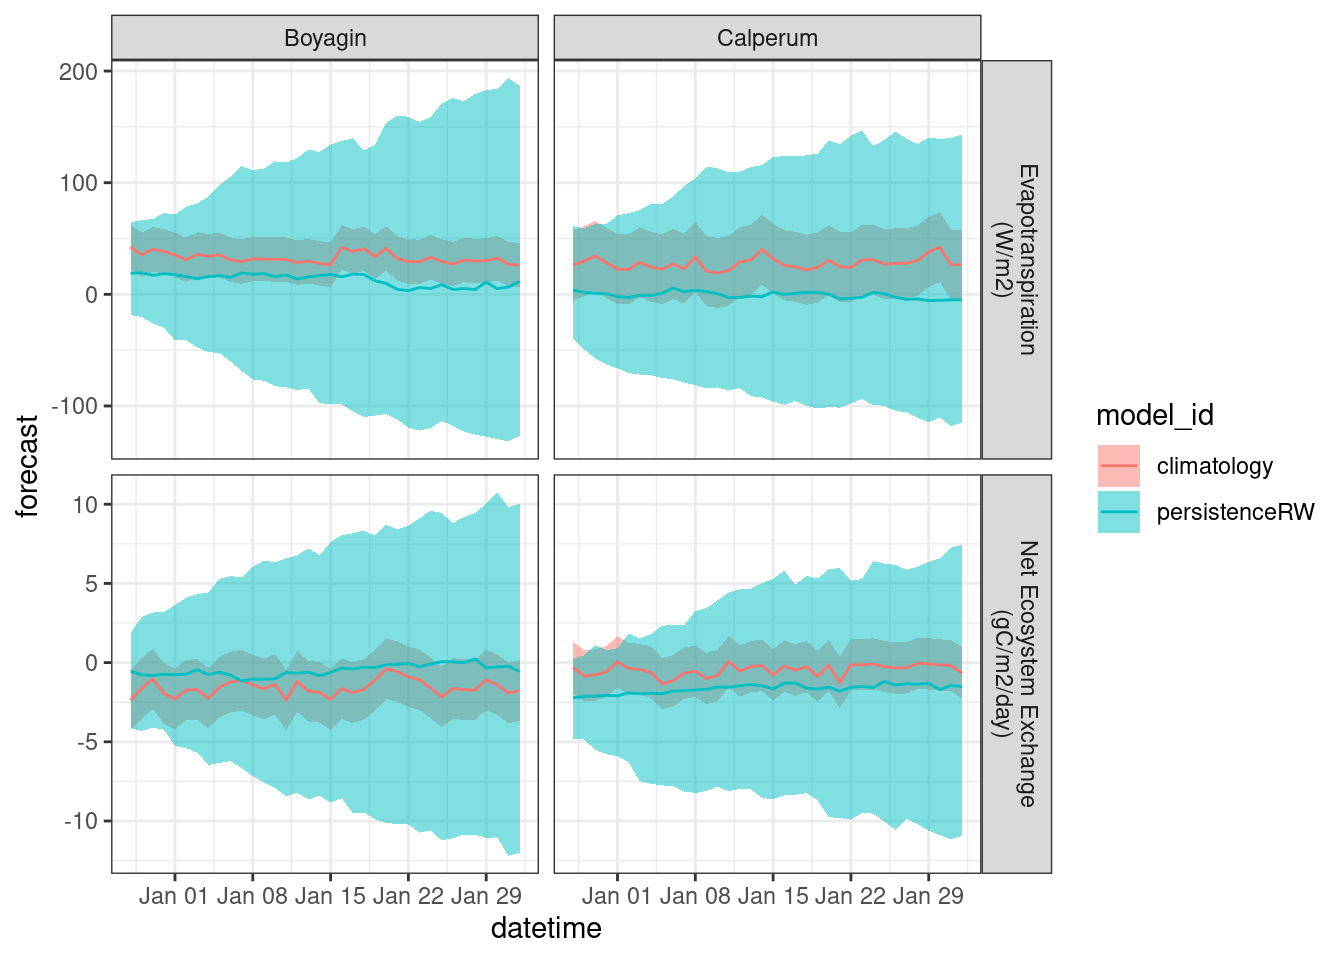 Boyagin
Calperum
200
100
0
-100
Evapotranspiration
(W/m2)
10
5
0
-5
-10
Net Ecosystem Exchange
(gC/m2/day)
forecast
Jan 01 Jan 08 Jan 15 Jan 22 Jan 29
Jan 01 Jan 08 Jan 15 Jan 22 Jan 29
datetime
model_id
climatology
persistenceRW